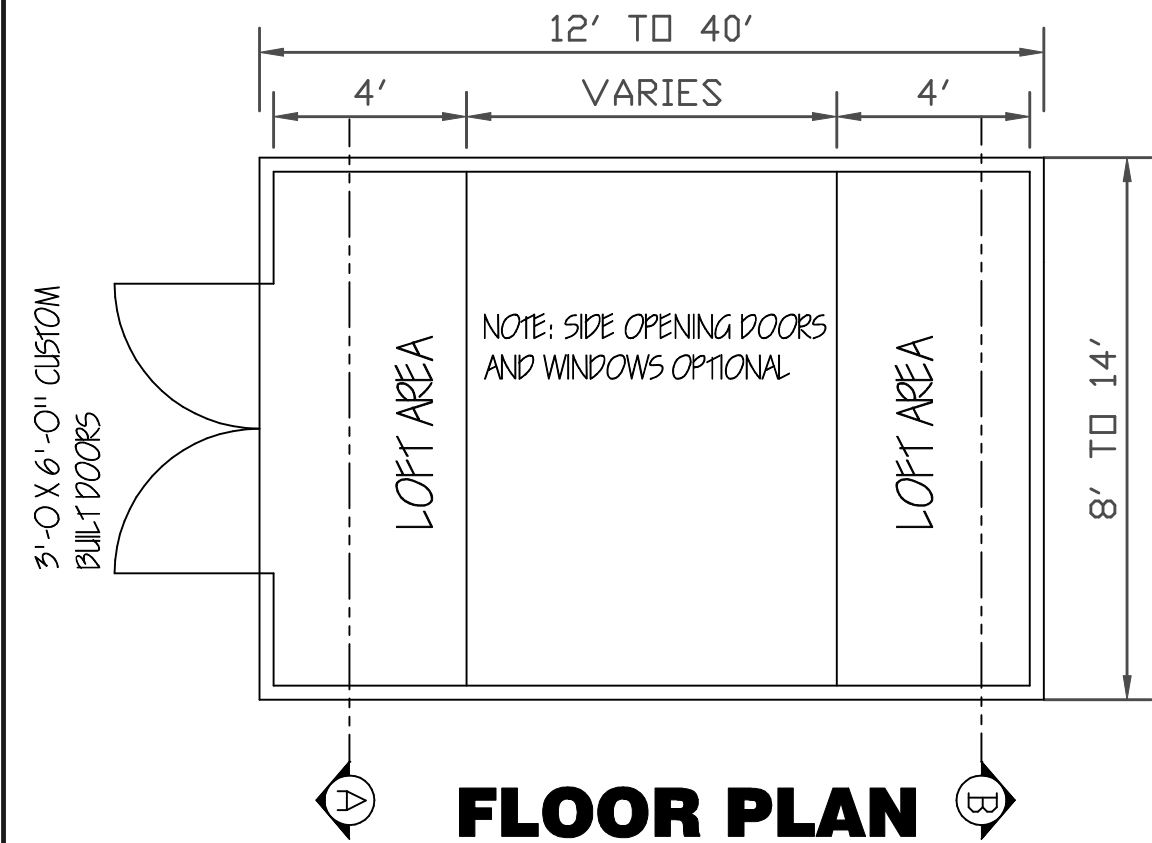 12' TO 40'
4'
VARIES
4'
3'-0 X 6'-0" CUSTOM
BUILT DOORS
LOFT AREA
NOTE: SIDE OPENING DOORS
AND WINDOWS OPTIONAL
LOFT AREA
8' TO 14'
A
FLOOR PLAN
B